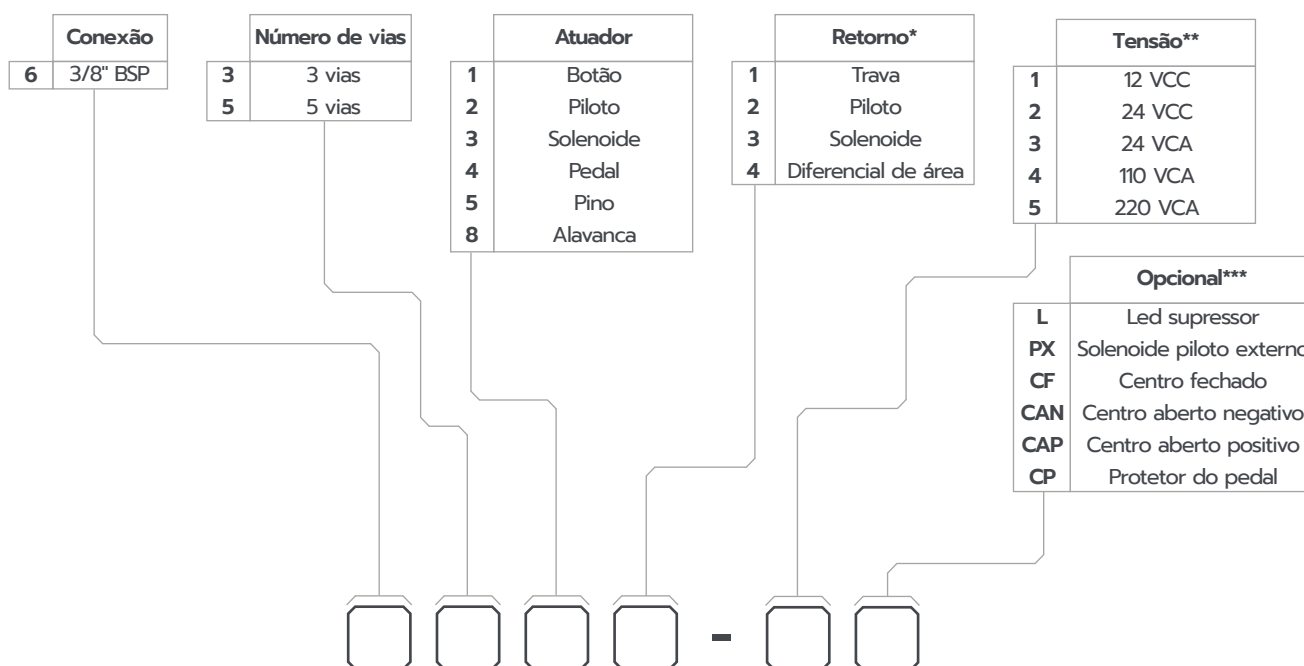 Conexão
6 3/8" BSP
Número de vias
3 3 vias
5 5 vias
Atuador
1 Botão
2 Piloto
3 Solenoide
4 Pedal
5 Pino
8 Alavanca
Retorno*
1 Trava
2 Piloto
3 Solenoide
4 Diferencial de área
Tensão**
1 12 VCC
2 24 VCC
3 24 VCA
4 110 VCA
5 220 VCA
Opcional***
L Led supressor
PX Solenoide piloto externo
CF Centro fechado
CAN Centro aberto negativo
CAP Centro aberto positivo
CP Protetor do pedal
-